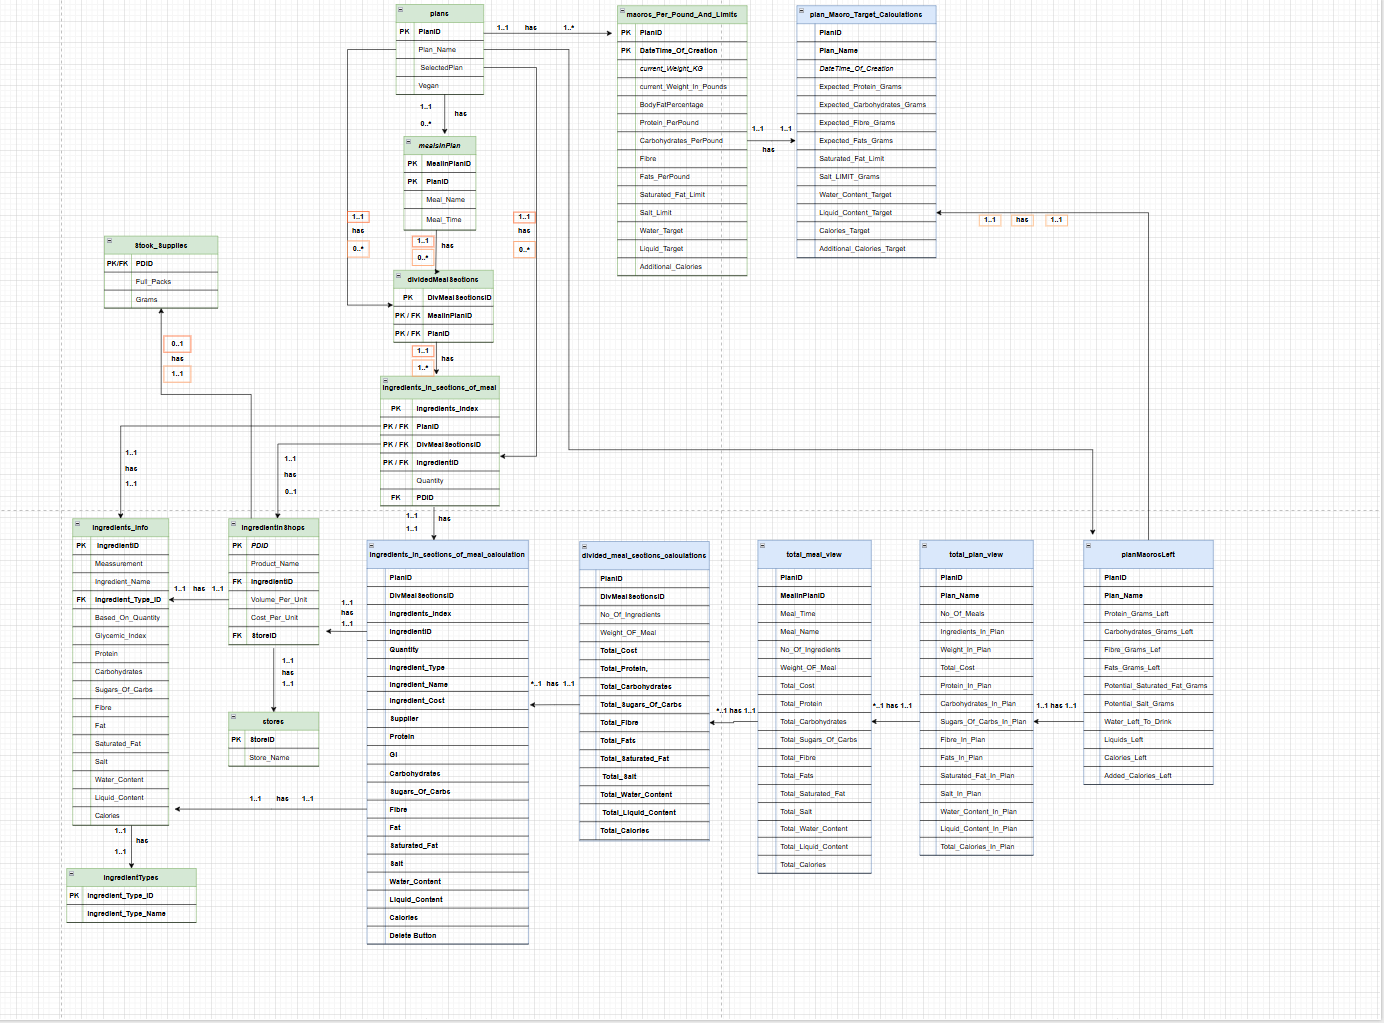 plans
PK PlanID
Plan_Name
SelectedPlan
Vegan
1..1 has 1..*
macros_Per_Pound_And_Limits
PK PlanID
PK DateTime_Of_Creation
current_Weight_KG
current_Weight_In_Pounds
BodyFatPercentage
Protein_PerPound
Carbohydrates_PerPound
Fibre
Fats_PerPound
Saturated_Fat_Limit
Salt_Limit
Water_Target
Liquid_Target
Additional_Calories
1..1 1..1
has
plan_Macro_Target_Calculations
PlanID
Plan_Name
DateTime_Of_Creation
Expected_Protein_Grams
Expected_Carbohydrates_Grams
Expected_Fibre_Grams
Expected_Fats_Grams
Saturated_Fat_Limit
Salt_LIMIT_Grams
Water_Content_Target
Liquid_Content_Target
Calories_Target
Additional_Calories_Target
1..1 has 1..1
1..1
has
0..*
mealsInPlan
PK MealInPlanID
PK PlanID
Meal_Name
Meal_Time
1..1
has
0..*
1..1
has
0..*
1..1
has
0..*
dividedMealSections
PK DivMealSectionsID
PK / FK MealInPlanID
PK / FK PlanID
1..1
has
1..*
Stock_Supplies
PK/FK PDID
Full_Packs
Grams
0..1
has
1..1
ingredients_in_sections_of_meal
PK Ingredients_Index
PK / FK PlanID
PK / FK DivMealSectionsID
PK / FK IngredientID
Quantity
FK PDID
1..1
has
1..1
1..1
has
0..1
1..1
has
1..1
ingredients_info
PK IngredientID
Meassurement
Ingredient_Name
FK Ingredient_Type_ID
Based_On_Quantity
Glycemic_Index
Protein
Carbohydrates
Sugars_Of_Carbs
Fibre
Fat
Saturated_Fat
Salt
Water_Content
Liquid_Content
Calories
1..1 has 1..1
ingredientInShops
PK PDID
Product_Name
FK IngredientID
Volume_Per_Unit
Cost_Per_Unit
FK StoreID
1..1
has
1..1
stores
PK StoreID
Store_Name
1..1
has
1..1
1..1 has 1..1
1..1
has
1..1
ingredientTypes
PK Ingredient_Type_ID
Ingredient_Type_Name
ingredients_in_sections_of_meal_calculation
PlanID
DivMealSectionsID
Ingredients_Index
IngredientID
Quantity
Ingredient_Type
Ingredient_Name
Ingredient_Cost
Supplier
Protein
GI
Carbohydrates
Sugars_Of_Carbs
Fibre
Fat
Saturated_Fat
Salt
Water_Content
Liquid_Content
Calories
Delete Button
*..1 has 1..1
divided_meal_sections_calculations
PlanID
DivMealSectionsID
No_Of_Ingredients
Weight_OF_Meal
Total_Cost
Total_Protein,
Total_Carbohydrates
Total_Sugars_Of_Carbs
Total_Fibre
Total_Fats
Total_Saturated_Fat
Total_Salt
Total_Water_Content
Total_Liquid_Content
Total_Calories
*..1 has 1..1
total_meal_view
PlanID
MealInPlanID
Meal_Time
Meal_Name
No_Of_Ingredients
Weight_OF_Meal
Total_Cost
Total_Protein
Total_Carbohydrates
Total_Sugars_Of_Carbs
Total_Fibre
Total_Fats
Total_Saturated_Fat
Total_Salt
Total_Water_Content
Total_Liquid_Content
Total_Calories
*..1 has 1..1
total_plan_view
PlanID
Plan_Name
No_Of_Meals
Ingredients_In_Plan
Weight_In_Plan
Total_Cost
Protein_In_Plan
Carbohydrates_In_Plan
Sugars_Of_Carbs_In_Plan
Fibre_In_Plan
Fats_In_Plan
Saturated_Fat_In_Plan
Salt_In_Plan
Water_Content_In_Plan
Liquid_Content_In_Plan
Total_Calories_In_Plan
1..1 has 1..1
planMacrosLeft
PlanID
Plan_Name
Protein_Grams_Left
Carbohydrates_Grams_Left
Fibre_Grams_Lef
Fats_Grams_Left
Potential_Saturated_Fat_Grams
Potential_Salt_Grams
Water_Left_To_Drink
Liquids_Left
Calories_Left
Added_Calories_Left